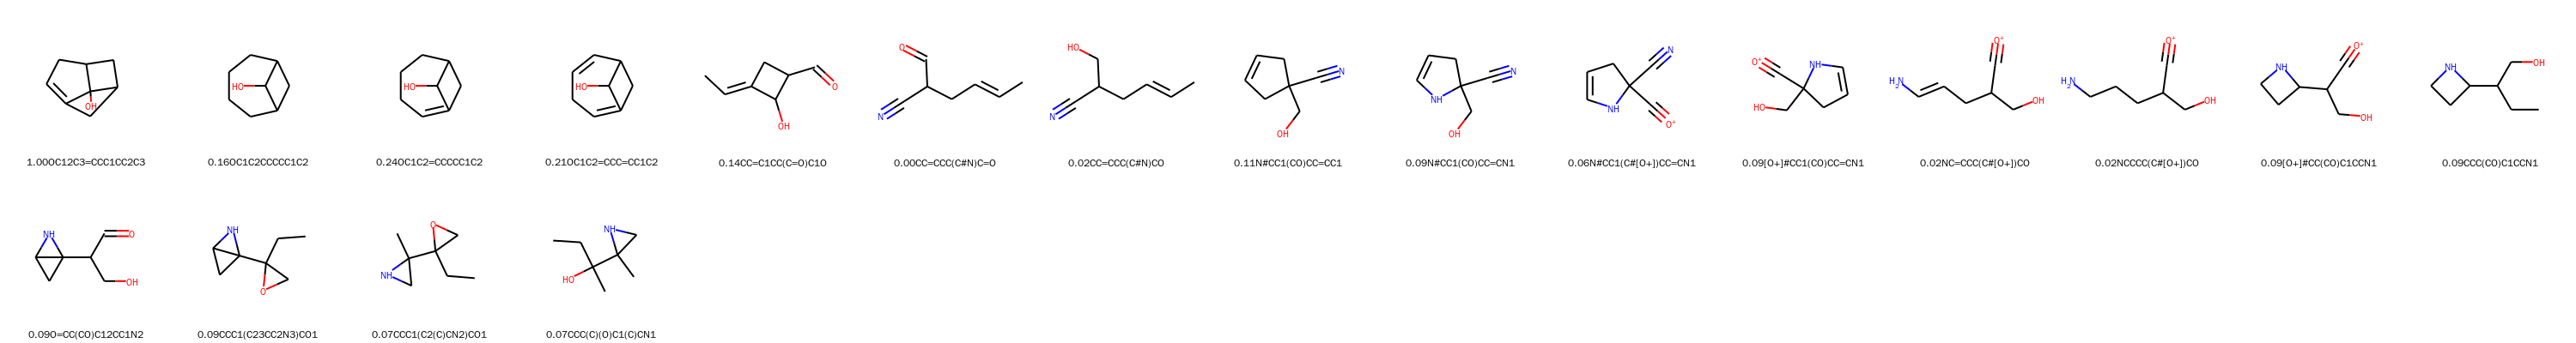 OH
1.00OC12C3=CCC1CC2C3
HO
0.16OC1C2CCCCC1C2
HO
0.24OC1C2=CCCCC1C2
HO
0.21OC1C2=CCC=CC1C2
O
OH
0.14CC=C1CC(C=O)C1O
O
N
0.00CC=CCC(C#N)C=O
HO
N
0.02CC=CCC(C#N)CO
N
OH
0.11N#CC1(CO)CC=CC1
N
NH
OH
0.09N#CC1(CO)CC=CN1
N
NH
O+
0.06N#CC1(C#[O+])CC=CN1
O+
NH
HO
0.09[O+]#CC1(CO)CC=CN1
O+
H2N
OH
0.02NC=CCC(C#[O+])CO
O+
H2N
OH
0.02NCCCC(C#[O+])CO
O+
NH
OH
0.09[O+]#CC(CO)C1CCN1
OH
NH
0.09CCC(CO)C1CCN1
NH
O
OH
0.09O=CC(CO)C12CC1N2
NH
O
0.09CCC1(C23CC2N3)CO1
O
NH
0.07CCC1(C2(C)CN2)CO1
NH
HO
0.07CCC(C)(O)C1(C)CN1